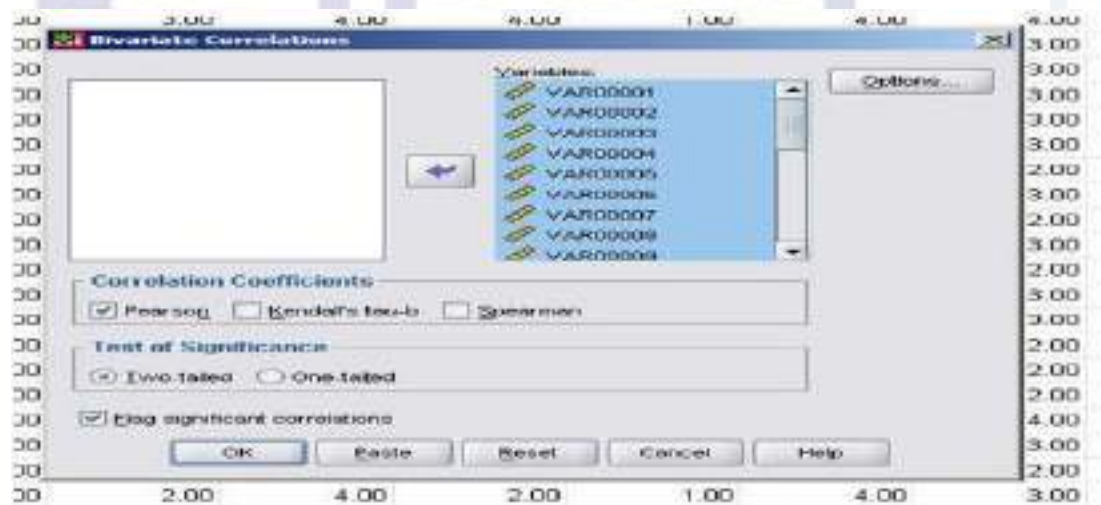 3.00 4.00 4.00 1.00 4.00 4.00
Bivariate Correlations
3.00
Variables:
3.00
Options...
VAR00001
3.00
VAR00002
3.00
VAR00003
3.00
VAR00004
2.00
VAR00005
3.00
VAR00006
2.00
VAR00007
3.00
VAR00008
2.00
VAR00009
3.00
Correlation Coefficients
3.00
Pearson Kendall's tau-b Spearman
2.00
Test of Significance
2.00
Two-tailed One-tailed
2.00
Flag significant correlations
4.00
3.00
OK Paste Reset Cancel Help
2.00
2.00 4.00 2.00 1.00 4.00 3.00